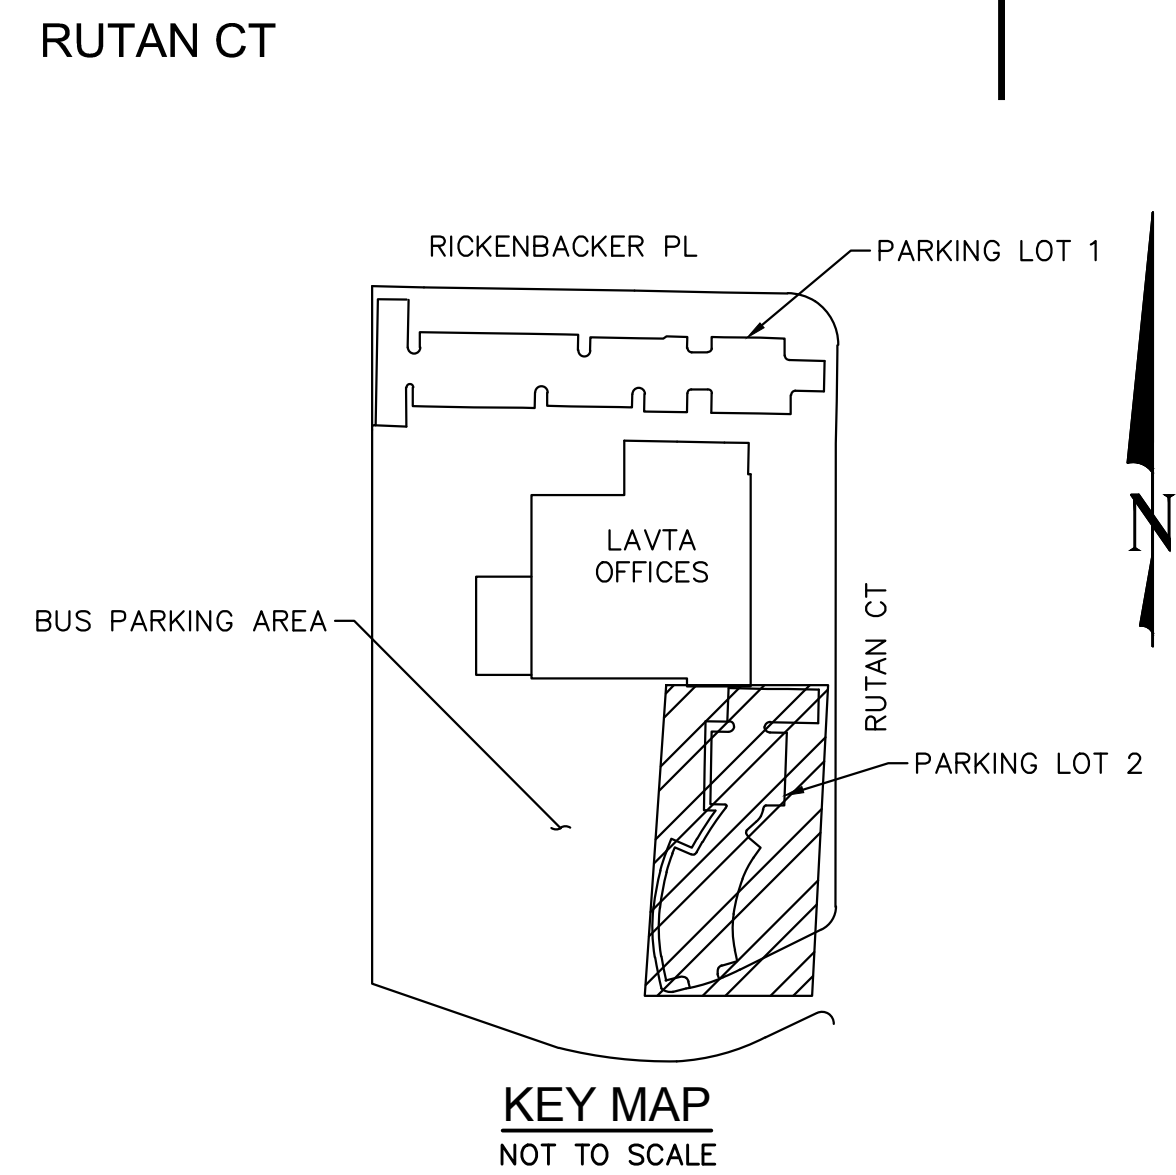 RUTAN CT
RICKENBACKER PL
PARKING LOT 1
N
LAVTA
OFFICES
BUS PARKING AREA
RUTAN CT
PARKING LOT 2
KEY MAP
NOT TO SCALE